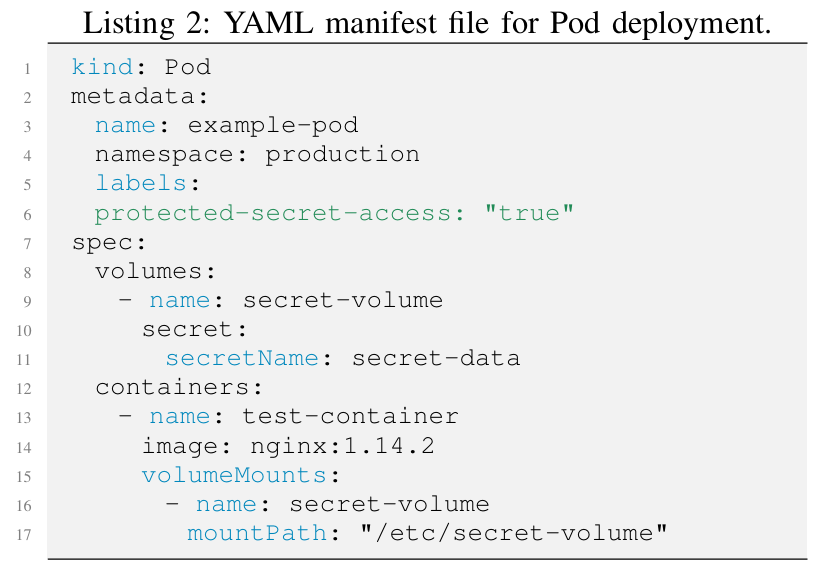 Listing 2: YAML manifest file for Pod deployment.
1 kind: Pod
2 metadata:
3   name: example-pod
4   namespace: production
5   labels:
6   protected-secret-access: "true"
7 spec:
8   volumes:
9     - name: secret-volume
10       secret:
11         secretName: secret-data
12   containers:
13     - name: test-container
14       image: nginx:1.14.2
15       volumeMounts:
16         - name: secret-volume
17           mountPath: "/etc/secret-volume"